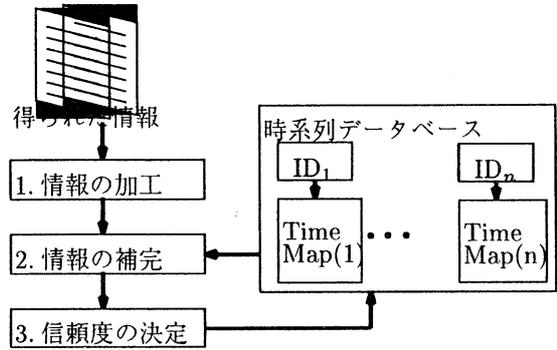 得られた情報
1.情報の加工
2.情報の補完
3.信頼度の決定
時系列データベース
ID1
Time
Map(1)
•••
IDn
Time
Map(n)